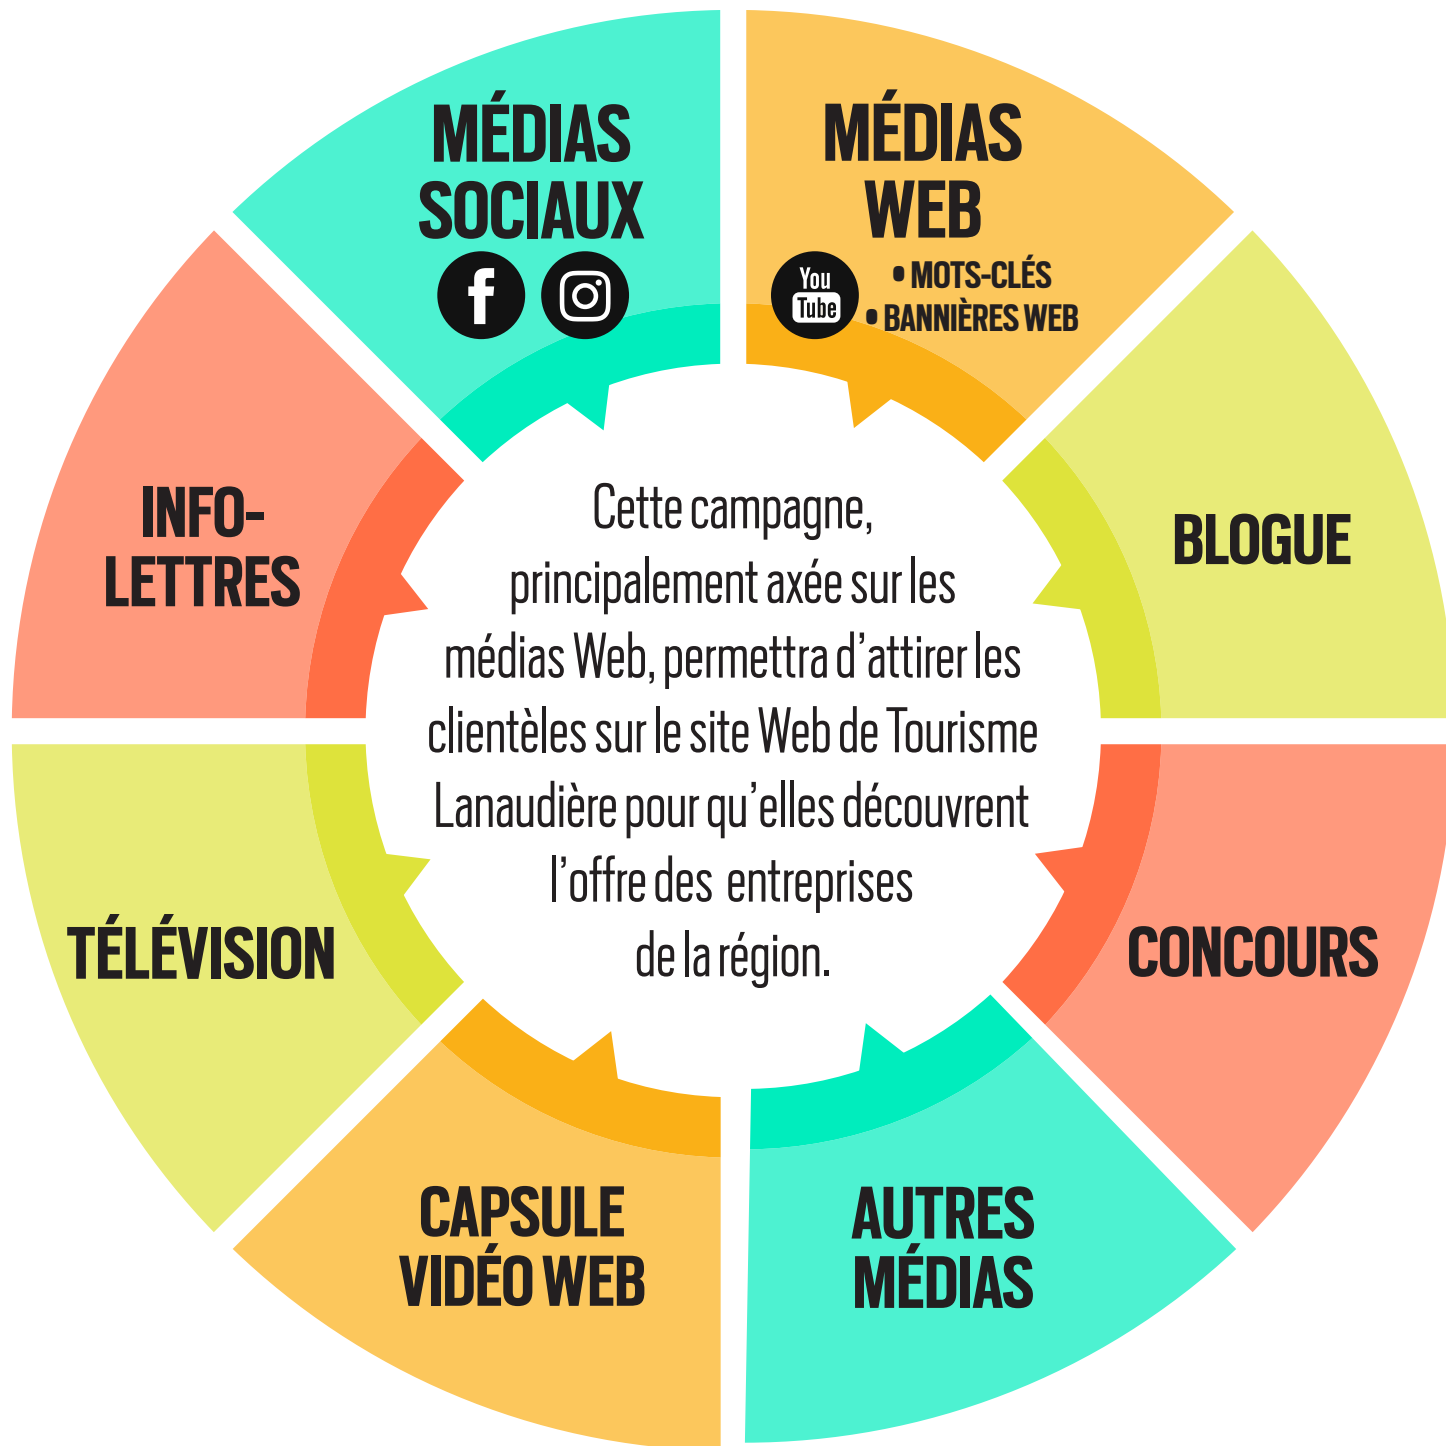 MÉDIAS
SOCIAUX
f
MÉDIAS
WEB
You
Tube
• MOTS-CLÉS
• BANNIÈRES WEB
BLOGUE
CONCOURS
AUTRES
MÉDIAS
CAPSULE
VIDÉO WEB
TÉLÉVISION
INFO-
LETTRES
Cette campagne,
principalement axée sur les
médias Web, permettra d’attirer les
clientèles sur le site Web de Tourisme
Lanaudière pour qu’elles découvrent
l’offre des entreprises
de la région.